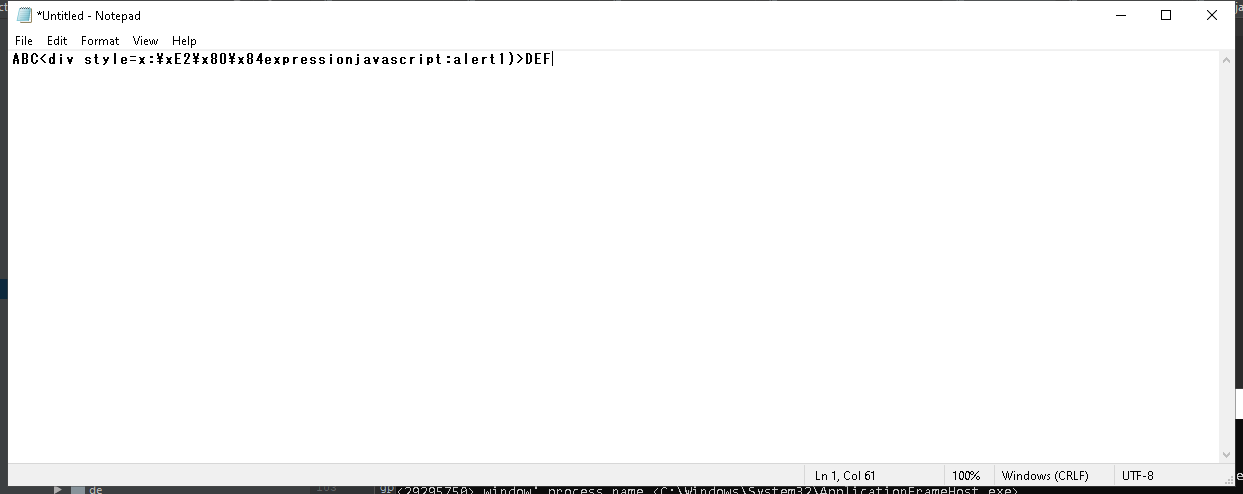 *Untitled - Notepad
File Edit Format View Help
ABC<div style=x:¥xE2¥x80¥x84expressionjavascript:alert1)>DEF
Ln 1, Col 61 100% Windows (CRLF) UTF-8
de
<29295750> window' process name <C:\Windows\System32\ApplicationFrameHost.exe>